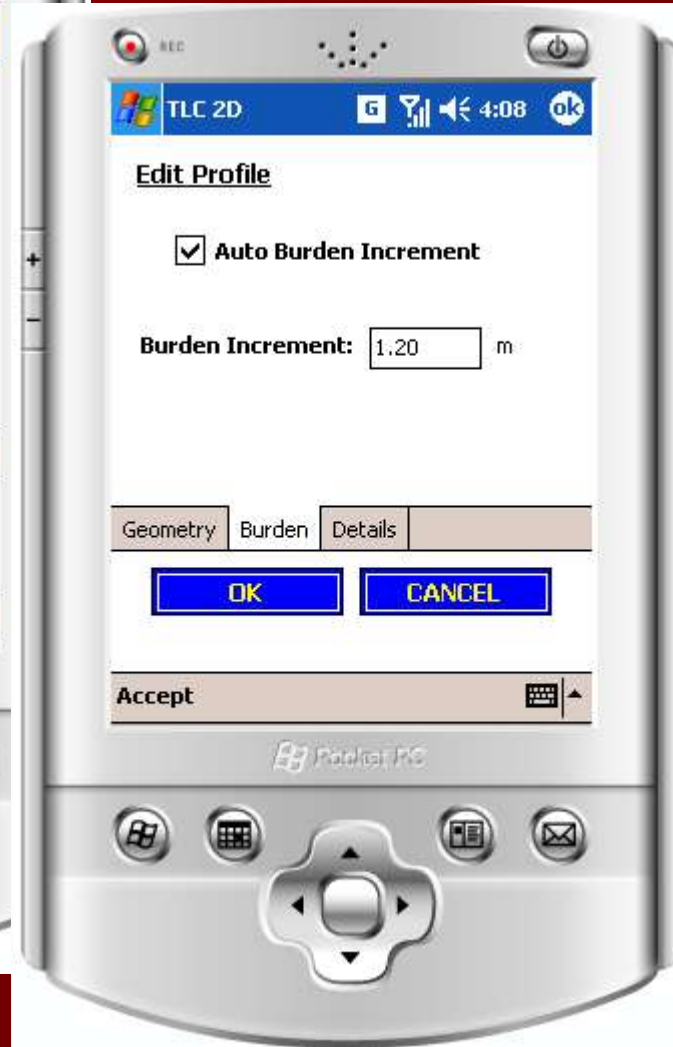 REC
TLC 2D G 4:08 ok
Edit Profile
Auto Burden Increment
Burden Increment: 1.20 m
Geometry Burden Details
OK CANCEL
Accept
Pocket PC
+
-